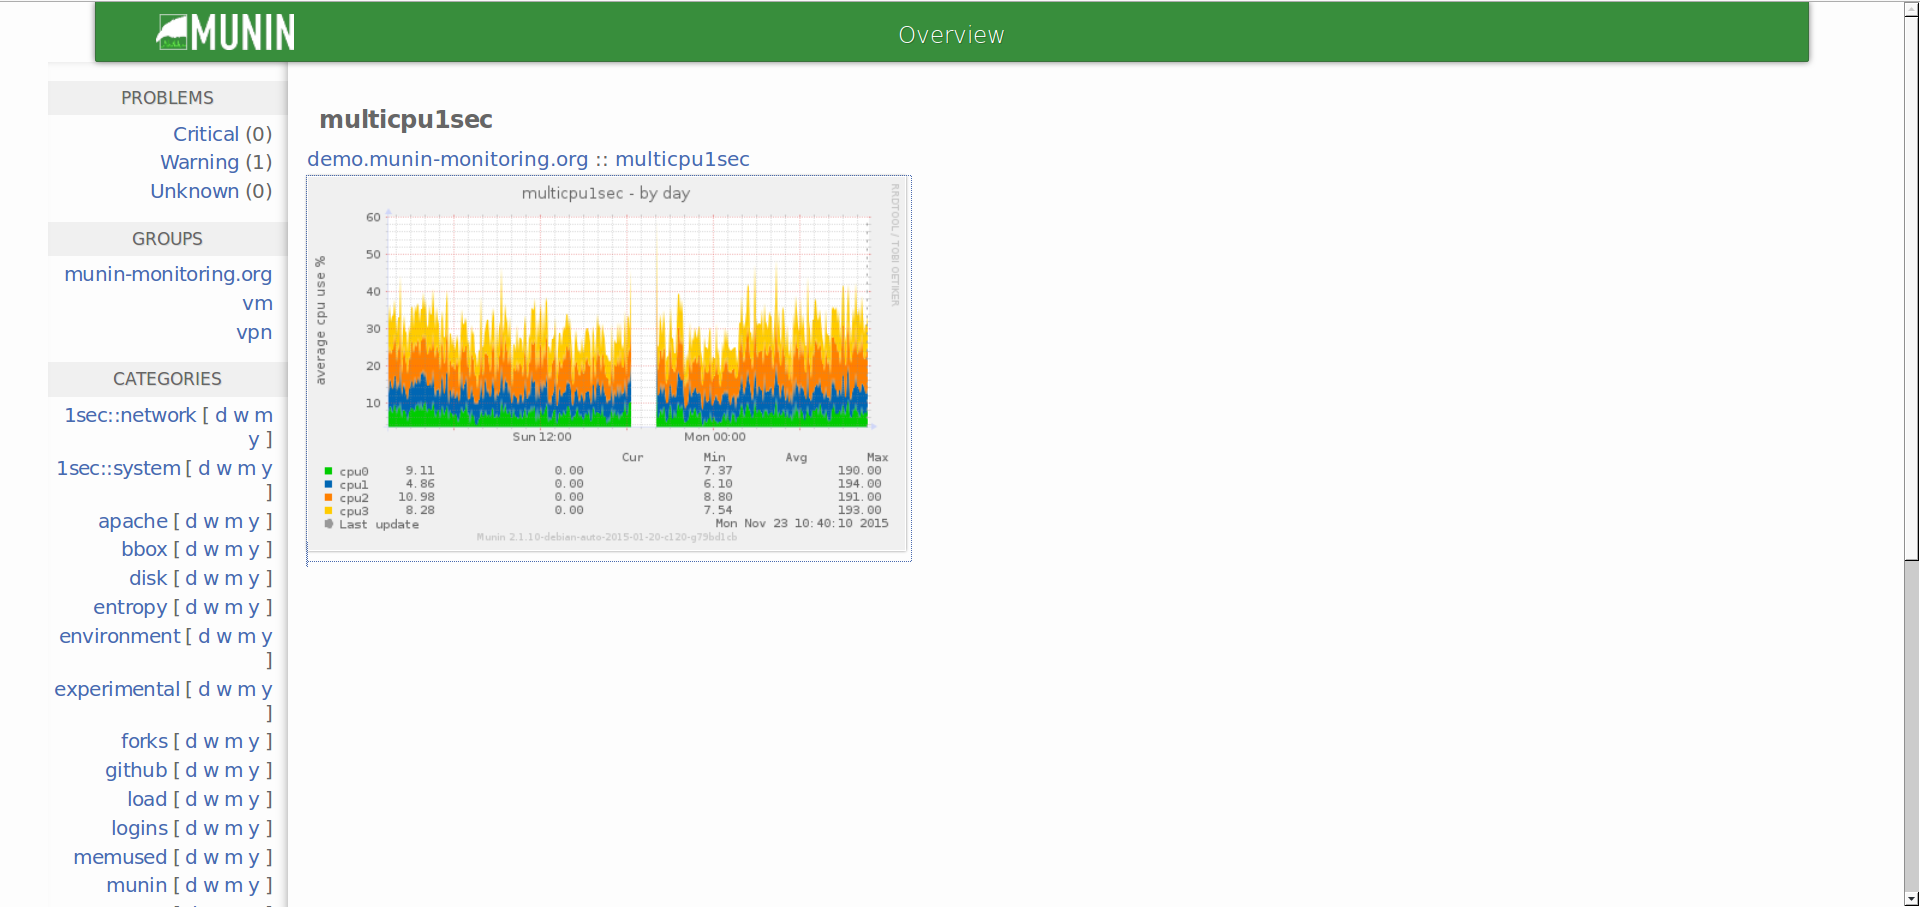 MUNIN
Overview
PROBLEMS
Critical (0)
Warning (1)
Unknown (0)
GROUPS
munin-monitoring.org
vm
vpn
CATEGORIES
1sec::network [ d w m
y ]
1sec::system [ d w m y
]
apache [ d w m y ]
bbox [ d w m y ]
disk [ d w m y ]
entropy [ d w m y ]
environment [ d w m y
]
experimental [ d w m y
]
forks [ d w m y ]
github [ d w m y ]
load [ d w m y ]
logins [ d w m y ]
memused [ d w m y ]
munin [ d w m y ]
multicpu1sec
demo.munin-monitoring.org :: multicpu1sec
multicpu1sec - by day
RRDTOOL / TOBI OETIKER
average cpu use %
60
50
40
30
20
10
Sun 12:00 Mon 00:00
Cur Min Avg Max
cpu0 9.11 0.00 7.37 190.00
cpu1 4.86 0.00 6.10 194.00
cpu2 10.98 0.00 8.80 191.00
cpu3 8.28 0.00 7.54 193.00
Last update Mon Nov 23 10:40:10 2015
Munin 2.1.10-debian-auto-2015-01-20-c120-g79bd1cb